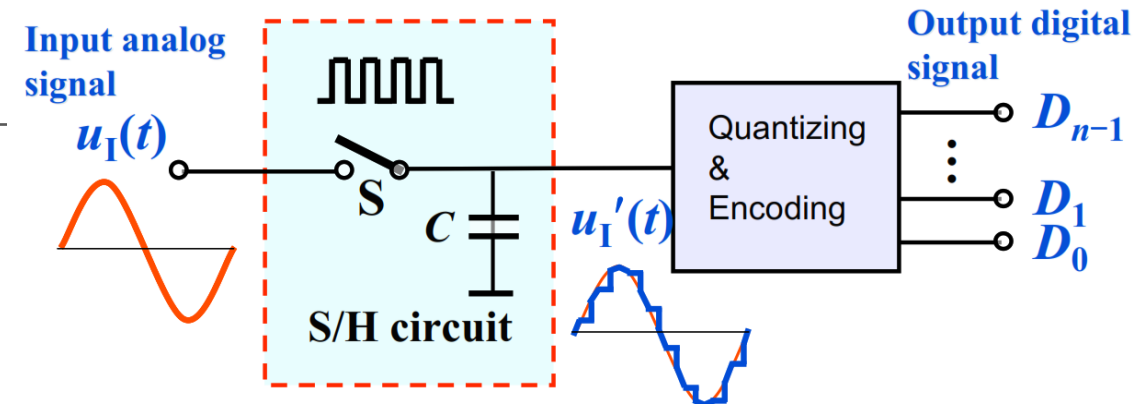 Input analog
signal
u_I(t)
S
C
S/H circuit
u_I′(t)
Quantizing
&
Encoding
Output digital
signal
D_{n−1}
⋮
D_1
D_0